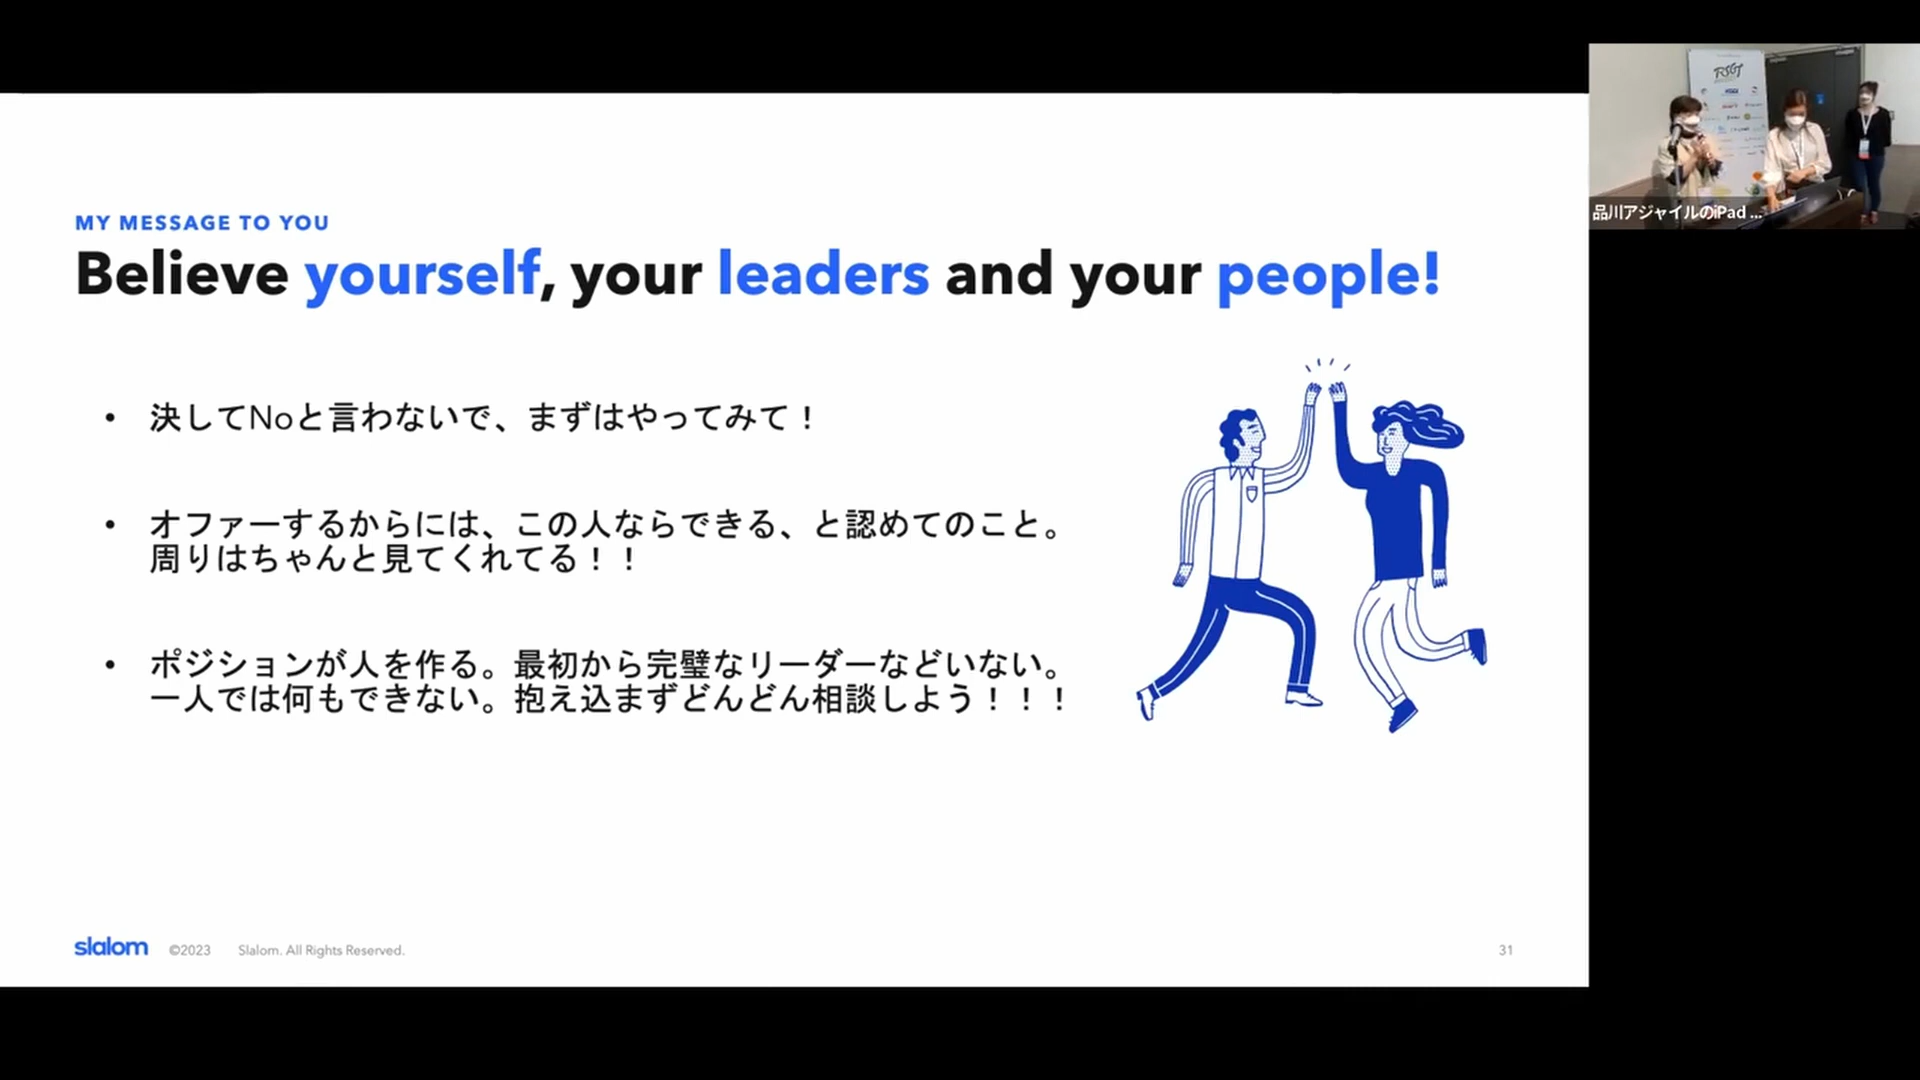 MY MESSAGE TO YOU
Believe yourself, your leaders and your people!
• 決してNoと言わないで、まずはやってみて！
• オファーするからには、この人ならできる、と認めてのこと。
周りはちゃんと見てくれてる！！
• ポジションが人を作る。最初から完璧なリーダーなどいない。
一人では何もできない。抱え込まずどんどん相談しよう！！！
slalom ©2023 Slalom. All Rights Reserved.
31
RSGT
品川アジャイルのiPad ...